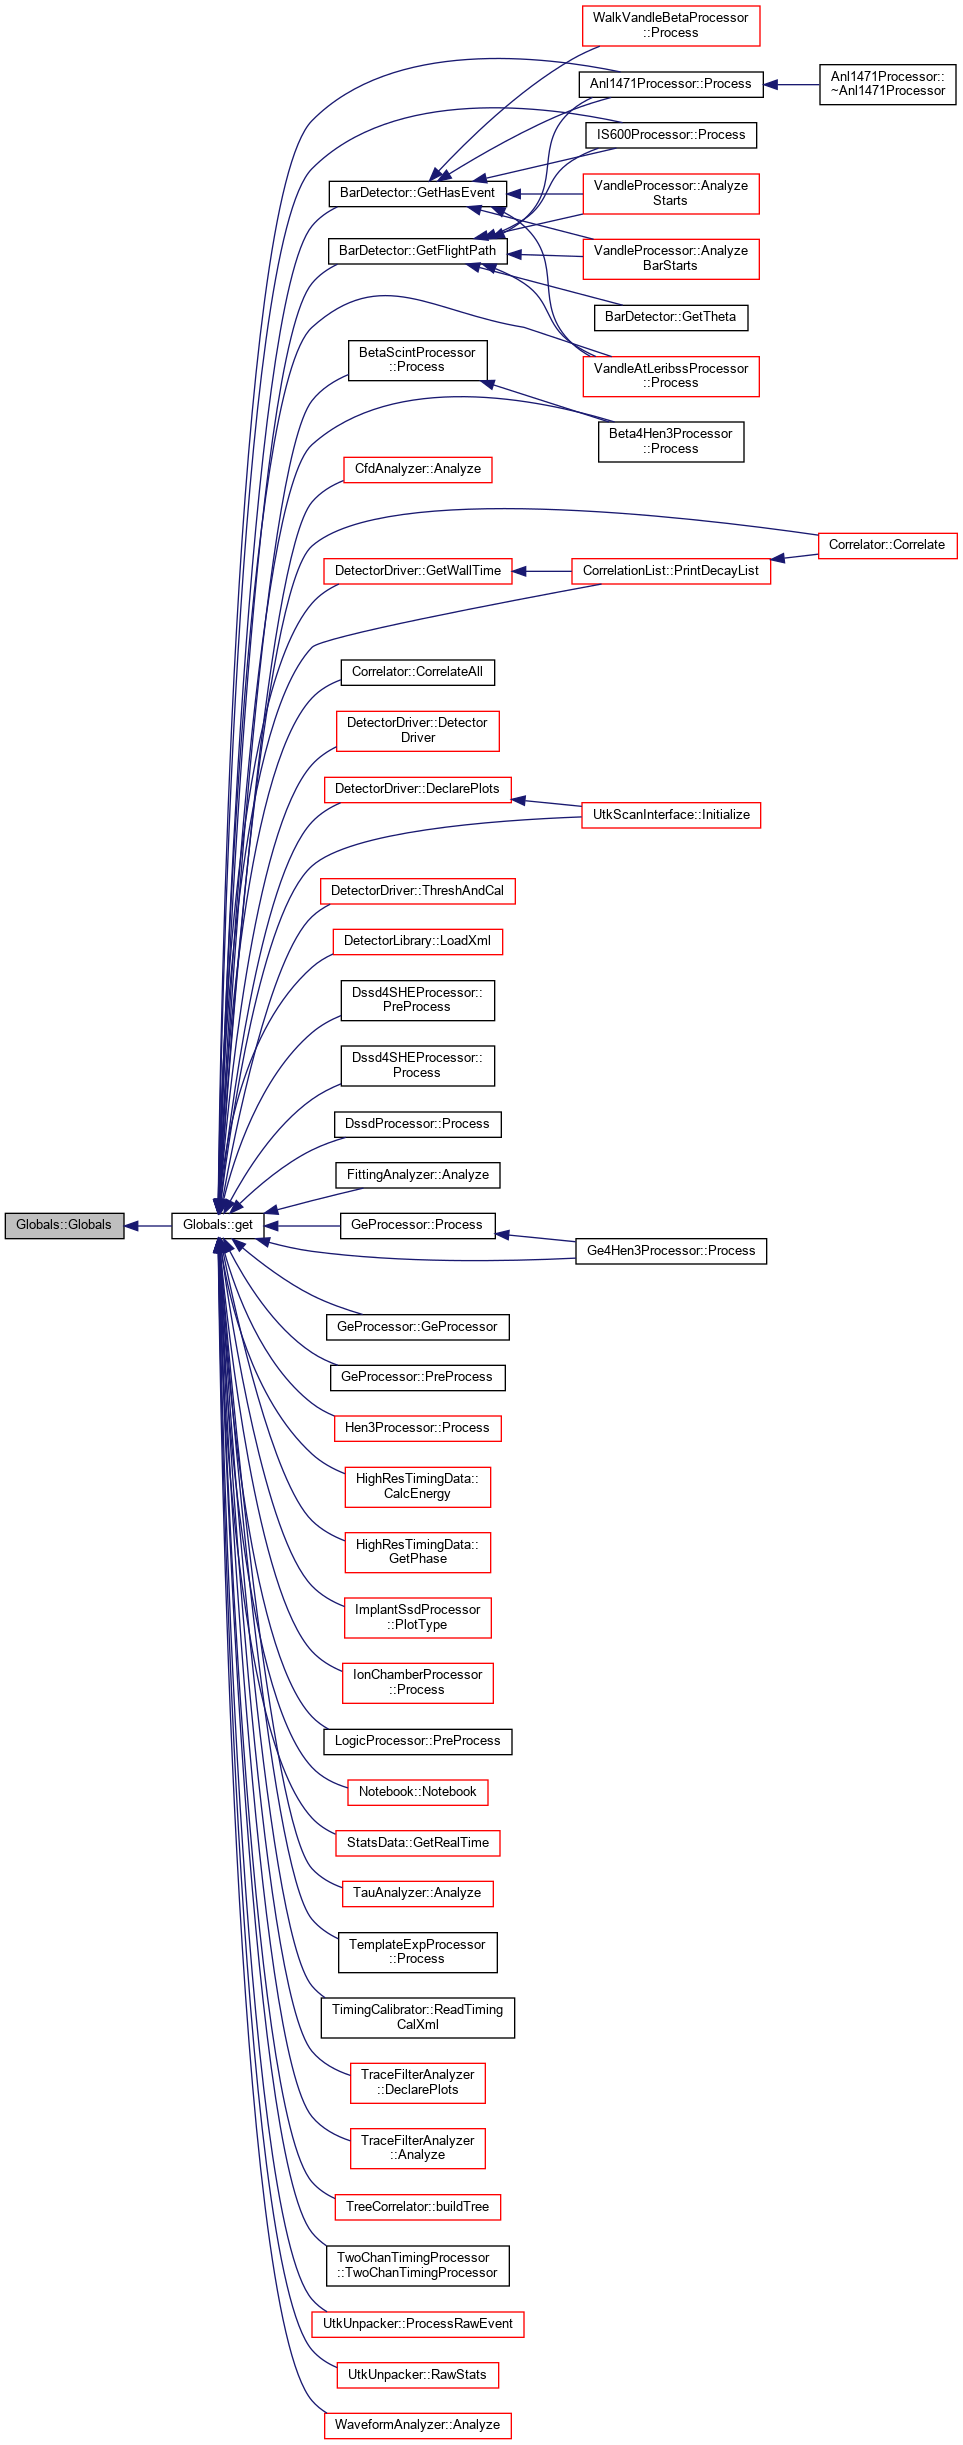 WalkVandleBetaProcessor
::Process
Anl1471Processor::Process
Anl1471Processor::
~Anl1471Processor
IS600Processor::Process
BarDetector::GetHasEvent
VandleProcessor::Analyze
Starts
BarDetector::GetFlightPath
VandleProcessor::Analyze
BarStarts
BarDetector::GetTheta
BetaScintProcessor
::Process
VandleAtLeribssProcessor
::Process
Beta4Hen3Processor
::Process
CfdAnalyzer::Analyze
Correlator::Correlate
DetectorDriver::GetWallTime
CorrelationList::PrintDecayList
Correlator::CorrelateAll
DetectorDriver::Detector
Driver
DetectorDriver::DeclarePlots
UtkScanInterface::Initialize
DetectorDriver::ThreshAndCal
DetectorLibrary::LoadXml
Dssd4SHEProcessor::
PreProcess
Dssd4SHEProcessor::
Process
DssdProcessor::Process
FittingAnalyzer::Analyze
Globals::Globals
Globals::get
GeProcessor::Process
Ge4Hen3Processor::Process
GeProcessor::GeProcessor
GeProcessor::PreProcess
Hen3Processor::Process
HighResTimingData::
CalcEnergy
HighResTimingData::
GetPhase
ImplantSsdProcessor
::PlotType
IonChamberProcessor
::Process
LogicProcessor::PreProcess
Notebook::Notebook
StatsData::GetRealTime
TauAnalyzer::Analyze
TemplateExpProcessor
::Process
TimingCalibrator::ReadTiming
CalXml
TraceFilterAnalyzer
::DeclarePlots
TraceFilterAnalyzer
::Analyze
TreeCorrelator::buildTree
TwoChanTimingProcessor
::TwoChanTimingProcessor
UtkUnpacker::ProcessRawEvent
UtkUnpacker::RawStats
WaveformAnalyzer::Analyze